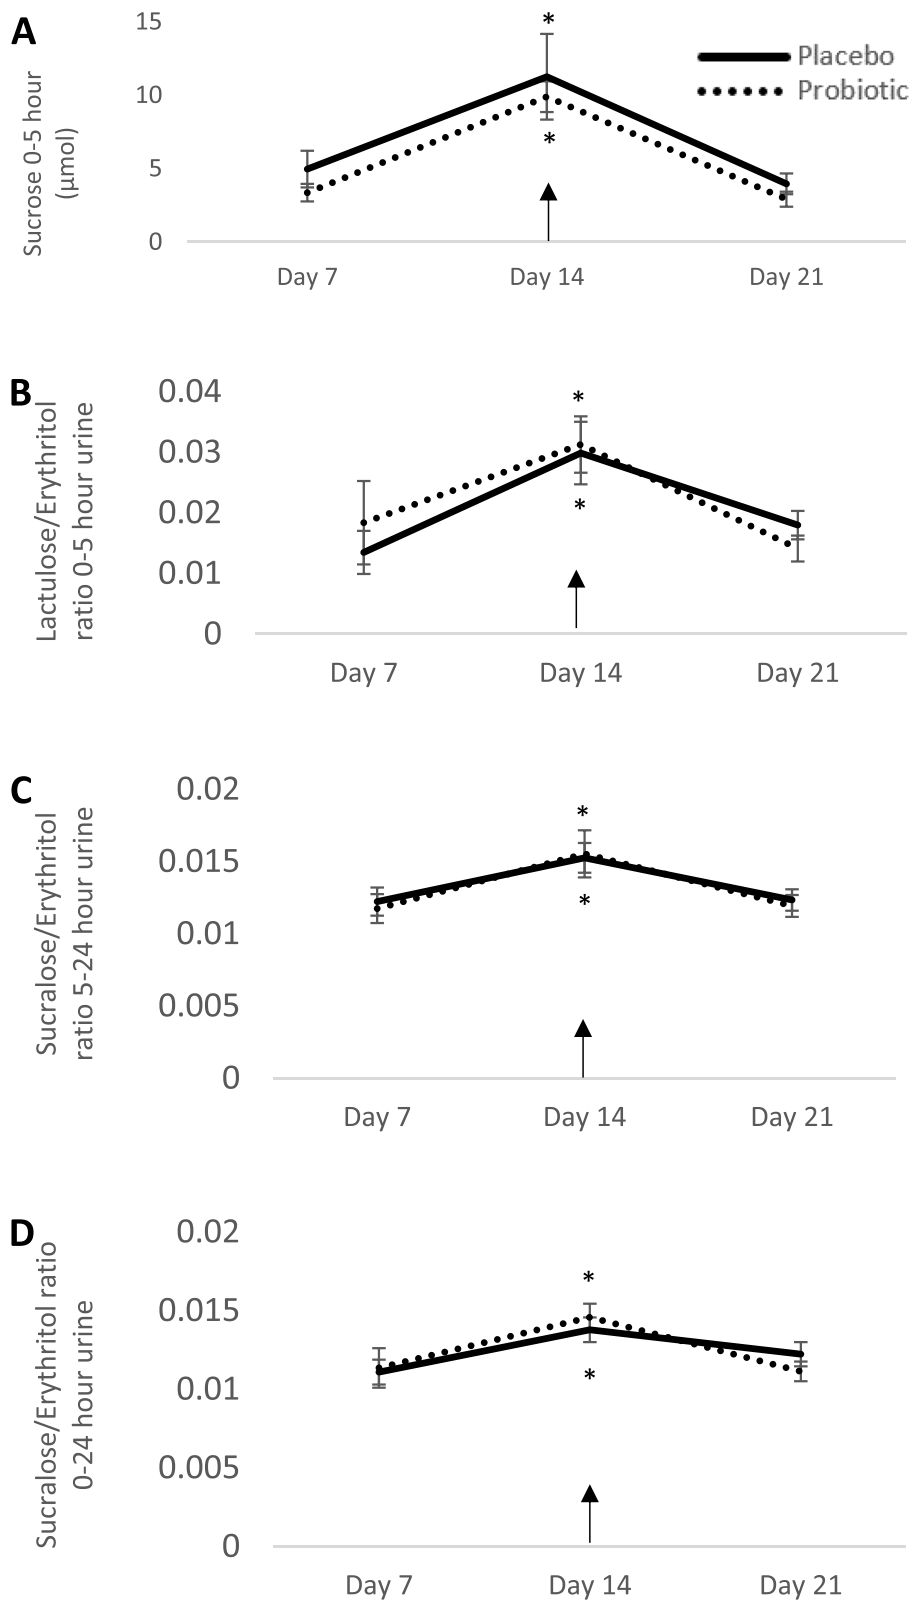 A
Sucrose 0-5 hour
(µmol)
15
10
5
0
*
*
Placebo
Probiotic
Day 7 Day 14 Day 21
B
Lactulose/Erythritol
ratio 0-5 hour urine
0.04
0.03
0.02
0.01
0
*
*
Day 7 Day 14 Day 21
C
Sucralose/Erythritol
ratio 5-24 hour urine
0.02
0.015
0.01
0.005
0
*
*
Day 7 Day 14 Day 21
D
Sucralose/Erythritol ratio
0-24 hour urine
0.02
0.015
0.01
0.005
0
*
*
Day 7 Day 14 Day 21